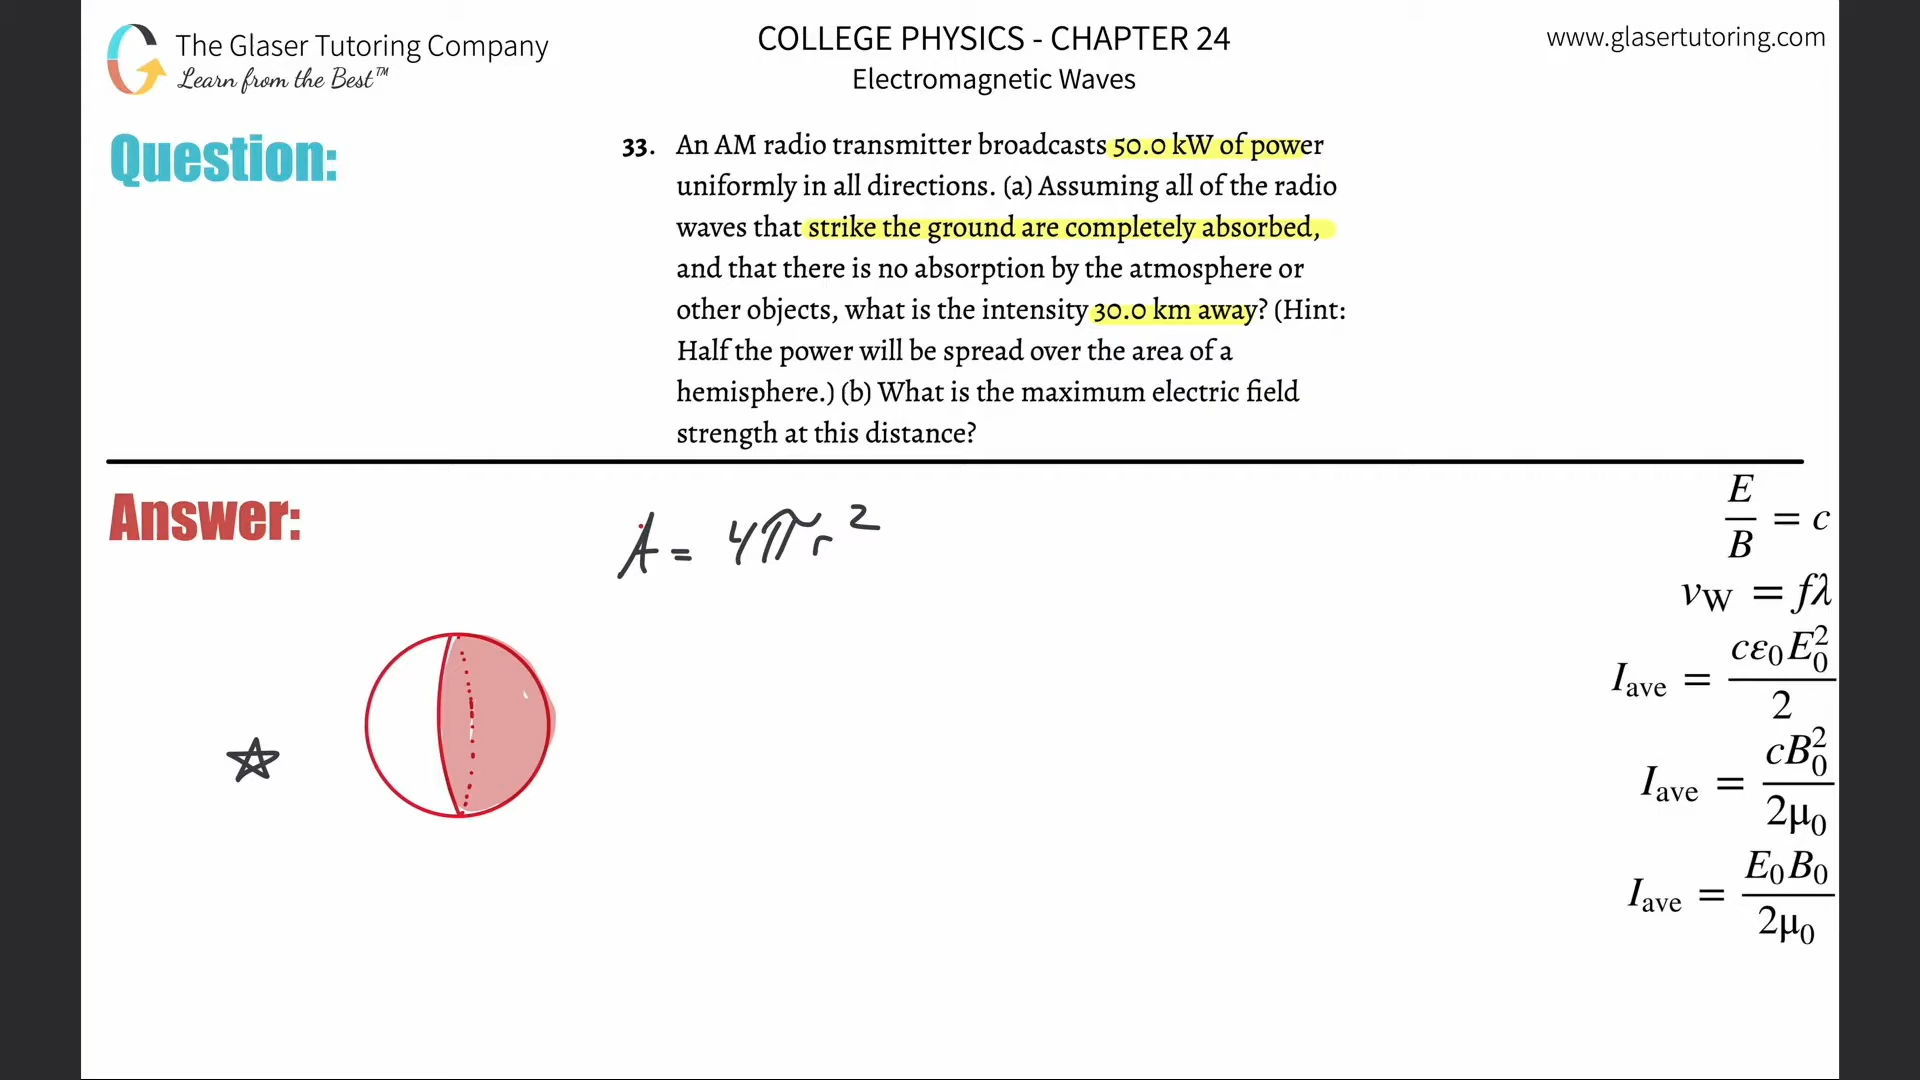 The Glaser Tutoring Company
Learn from the Best™
COLLEGE PHYSICS - CHAPTER 24
Electromagnetic Waves
www.glasertutoring.com
Question:
33. An AM radio transmitter broadcasts 50.0 kW of power
uniformly in all directions. (a) Assuming all of the radio
waves that strike the ground are completely absorbed,
and that there is no absorption by the atmosphere or
other objects, what is the intensity 30.0 km away? (Hint:
Half the power will be spread over the area of a
hemisphere.) (b) What is the maximum electric field
strength at this distance?
Answer:
A = 4πr²
E/B = c
vW = fλ
Iave = cε₀E₀²/2
Iave = cB₀²/2μ₀
Iave = E₀B₀/2μ₀